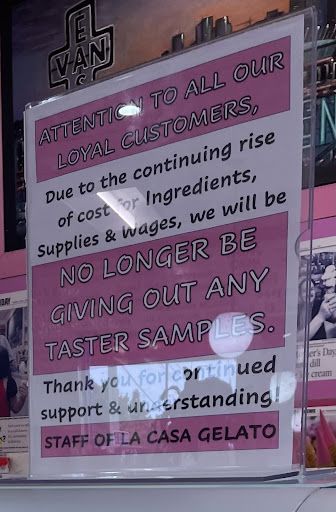 EAST
VAN
ATTENTION TO ALL OUR
LOYAL CUSTOMERS,
Due to the continuing rise
of cost for Ingredients,
Supplies & Wages, we will be
NO LONGER BE
GIVING OUT ANY
TASTER SAMPLES.
Thank you for continued
support & understanding!
STAFF OF LA CASA GELATO